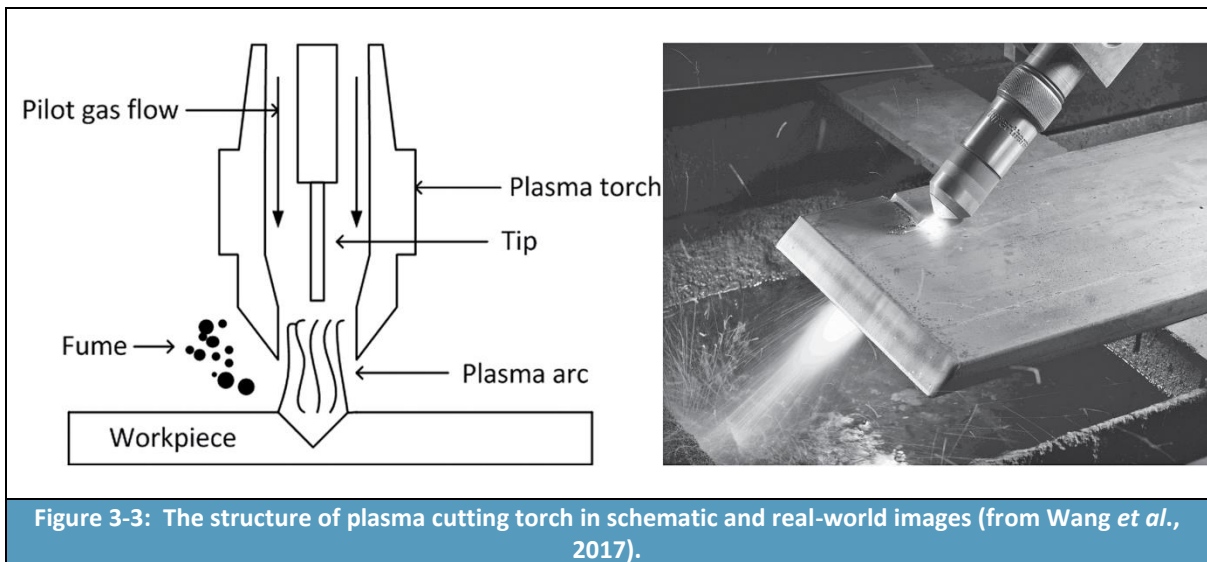 Pilot gas flow
Plasma torch
Tip
Fume
Plasma arc
Workpiece
Figure 3-3: The structure of plasma cutting torch in schematic and real-world images (from Wang et al.,
2017).